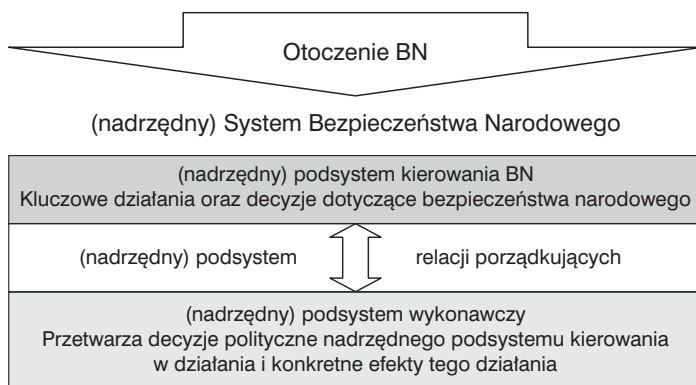 Otoczenie BN
(nadrzędny) System Bezpieczeństwa Narodowego
(nadrzędny) podsystem kierowania BN
Kluczowe działania oraz decyzje dotyczące bezpieczeństwa narodowego
(nadrzędny) podsystem relacji porządkujących
(nadrzędny) podsystem wykonawczy
Przetwarza decyzje polityczne nadrzędnego podsystemu kierowania
w działania i konkretne efekty tego działania